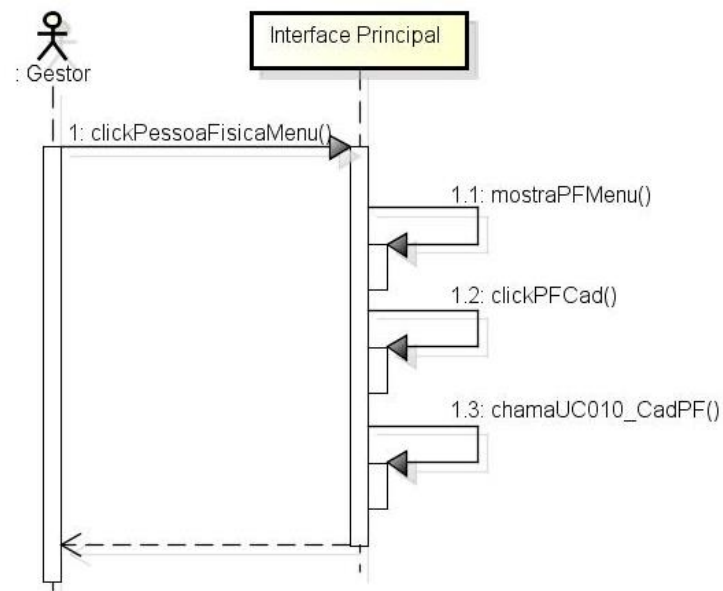 : Gestor
Interface Principal
1: clickPessoaFisicaMenu()
1.1: mostraPFMenu()
1.2: clickPFCad()
1.3: chamaUC010_CadPF()